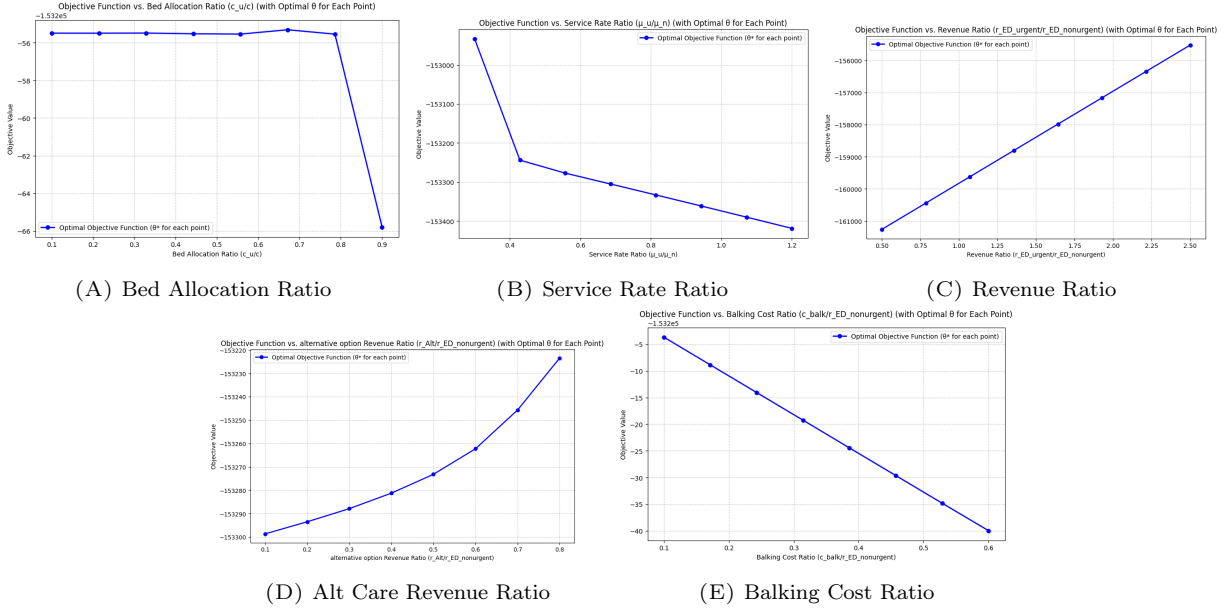 Objective Function vs. Bed Allocation Ratio (c_u/c) (with Optimal θ for Each Point)
−1.532e5
−56
−58
−60
−62
−64
−66
Objective Value
Optimal Objective Function (θ* for each point)
0.1 0.2 0.3 0.4 0.5 0.6 0.7 0.8 0.9
Bed Allocation Ratio (c_u/c)
(A) Bed Allocation Ratio
Objective Function vs. Service Rate Ratio (μ_u/μ_n) (with Optimal θ for Each Point)
Optimal Objective Function (θ* for each point)
−153000
−153100
−153200
−153300
−153400
Objective Value
0.4 0.6 0.8 1.0 1.2
Service Rate Ratio (μ_u/μ_n)
(B) Service Rate Ratio
Objective Function vs. Revenue Ratio (r_ED_urgent/r_ED_nonurgent) (with Optimal θ for Each Point)
Optimal Objective Function (θ* for each point)
−156000
−157000
−158000
−159000
−160000
−161000
Objective Value
0.50 0.75 1.00 1.25 1.50 1.75 2.00 2.25 2.50
Revenue Ratio (r_ED_urgent/r_ED_nonurgent)
(C) Revenue Ratio
Objective Function vs. alternative option Revenue Ratio (r_Alt/r_ED_nonurgent) (with Optimal θ for Each Point)
Optimal Objective Function (θ* for each point)
−153220
−153230
−153240
−153250
−153260
−153270
−153280
−153290
−153300
Objective Value
0.1 0.2 0.3 0.4 0.5 0.6 0.7 0.8
alternative option Revenue Ratio (r_Alt/r_ED_nonurgent)
(D) Alt Care Revenue Ratio
Objective Function vs. Balking Cost Ratio (c_balk/r_ED_nonurgent) (with Optimal θ for Each Point)
−1.532e5
Optimal Objective Function (θ* for each point)
−5
−10
−15
−20
−25
−30
−35
−40
Objective Value
0.1 0.2 0.3 0.4 0.5 0.6
Balking Cost Ratio (c_balk/r_ED_nonurgent)
(E) Balking Cost Ratio